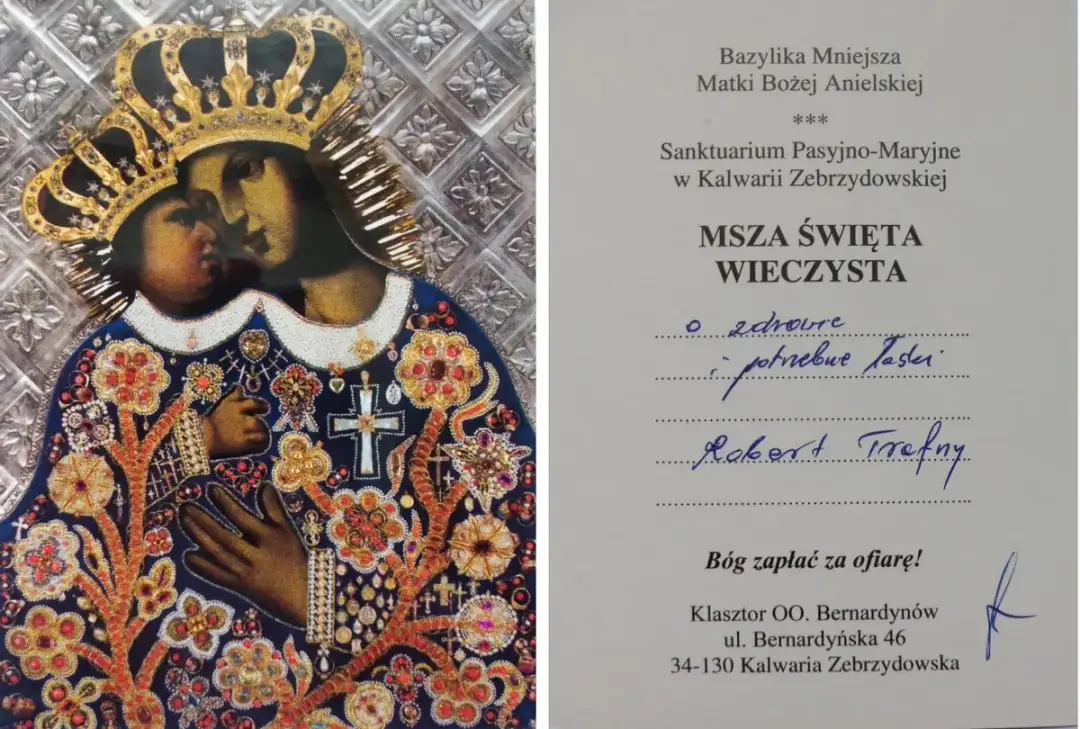 Bazylika Mniejsza
Matki Bożej Anielskiej
***
Sanktuarium Pasyjno-Maryjne
w Kalwarii Zebrzydowskiej
MSZA ŚWIĘTA
WIECZYSTA
o zdrowie
i potrzebne łaski
Robert Trafny
Bóg zapłać za ofiarę!
Klasztor OO. Bernardynów
ul. Bernardyńska 46
34-130 Kalwaria Zebrzydowska